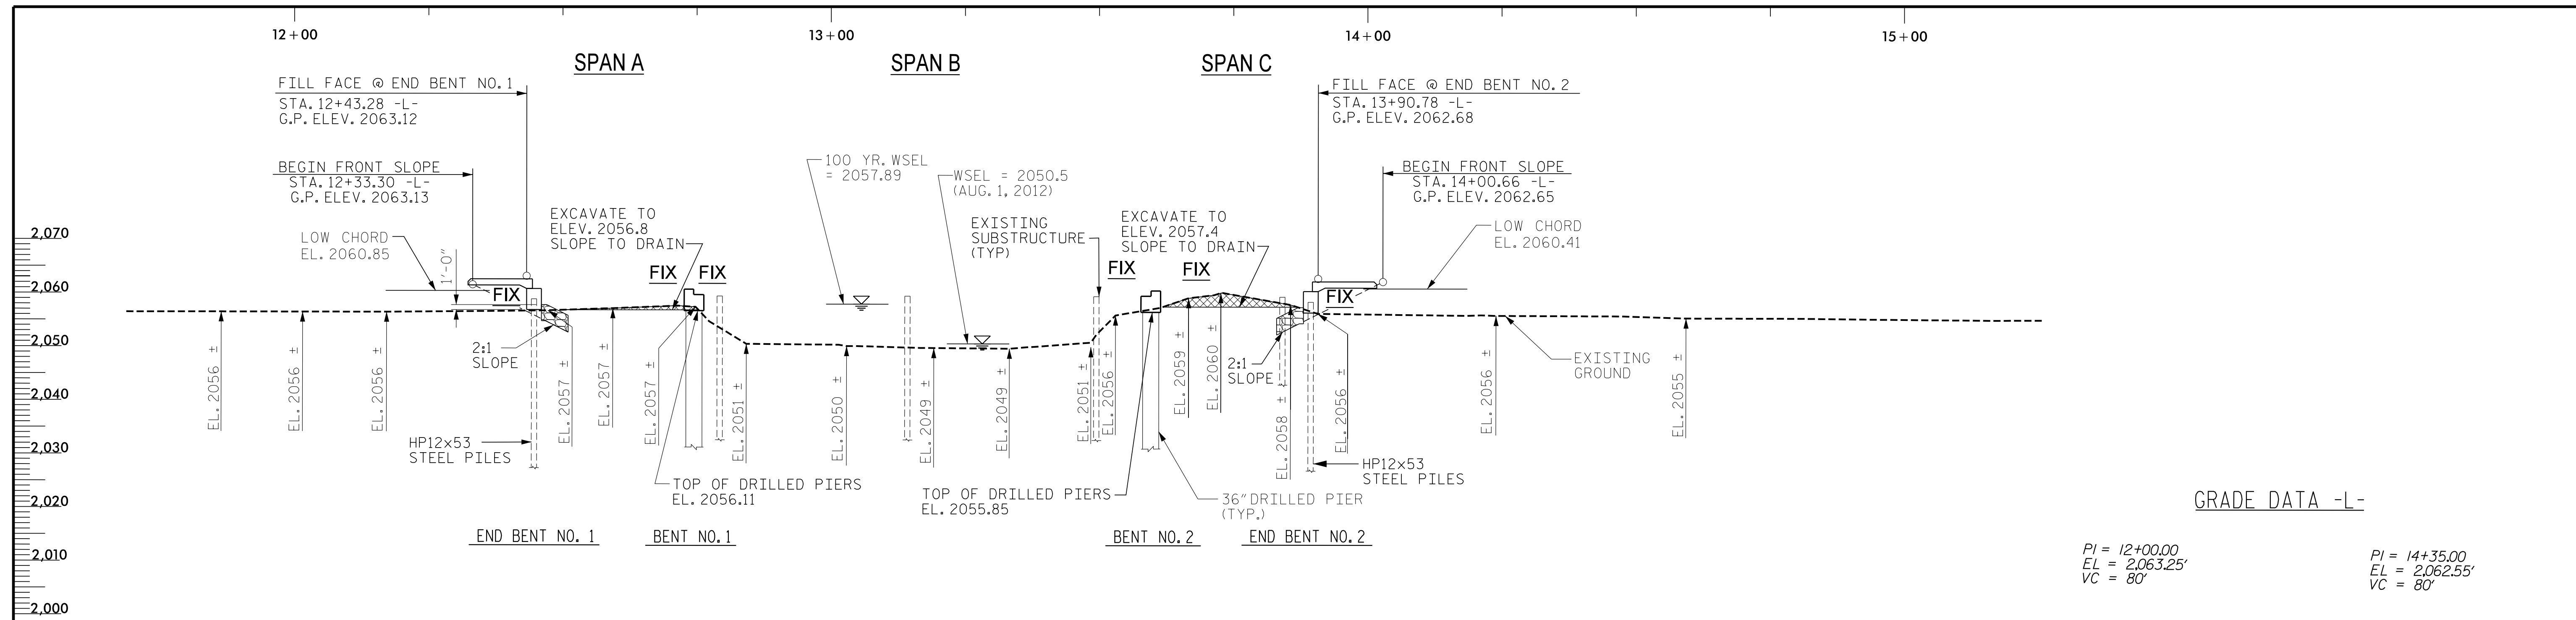 12+00
13+00
14+00
15+00
SPAN A
SPAN B
SPAN C
FILL FACE @ END BENT NO. 1
STA. 12+43.28 -L-
G.P. ELEV. 2063.12
FILL FACE @ END BENT NO. 2
STA. 13+90.78 -L-
G.P. ELEV. 2062.68
BEGIN FRONT SLOPE
STA. 12+33.30 -L-
G.P. ELEV. 2063.13
100 YR. WSEL
= 2057.89
WSEL = 2050.5
(AUG. 1, 2012)
BEGIN FRONT SLOPE
STA. 14+00.66 -L-
G.P. ELEV. 2062.65
LOW CHORD
EL. 2060.85
1'-0"
EXCAVATE TO
ELEV. 2056.8
SLOPE TO DRAIN
EXISTING
SUBSTRUCTURE
(TYP)
EXCAVATE TO
ELEV. 2057.4
SLOPE TO DRAIN
LOW CHORD
EL. 2060.41
FIX
FIX
FIX
FIX
FIX
FIX
2,070
2,060
2,050
2,040
2,030
2,020
2,010
2,000
2:1
SLOPE
2:1
SLOPE
EXISTING
GROUND
EL. 2056 ±
EL. 2056 ±
EL. 2056 ±
EL. 2057 ±
EL. 2057 ±
EL. 2057 ±
EL. 2051 ±
EL. 2050 ±
EL. 2049 ±
EL. 2049 ±
EL. 2051 ±
EL. 2056 ±
EL. 2059 ±
EL. 2060 ±
EL. 2058 ±
EL. 2056 ±
EL. 2056 ±
EL. 2055 ±
HP12x53
STEEL PILES
TOP OF DRILLED PIERS
EL. 2056.11
TOP OF DRILLED PIERS
EL. 2055.85
36" DRILLED PIER
(TYP.)
HP12x53
STEEL PILES
END BENT NO. 1
BENT NO. 1
BENT NO. 2
END BENT NO. 2
GRADE DATA -L-
PI = 12+00.00
EL = 2,063.25'
VC = 80'
PI = 14+35.00
EL = 2,062.55'
VC = 80'